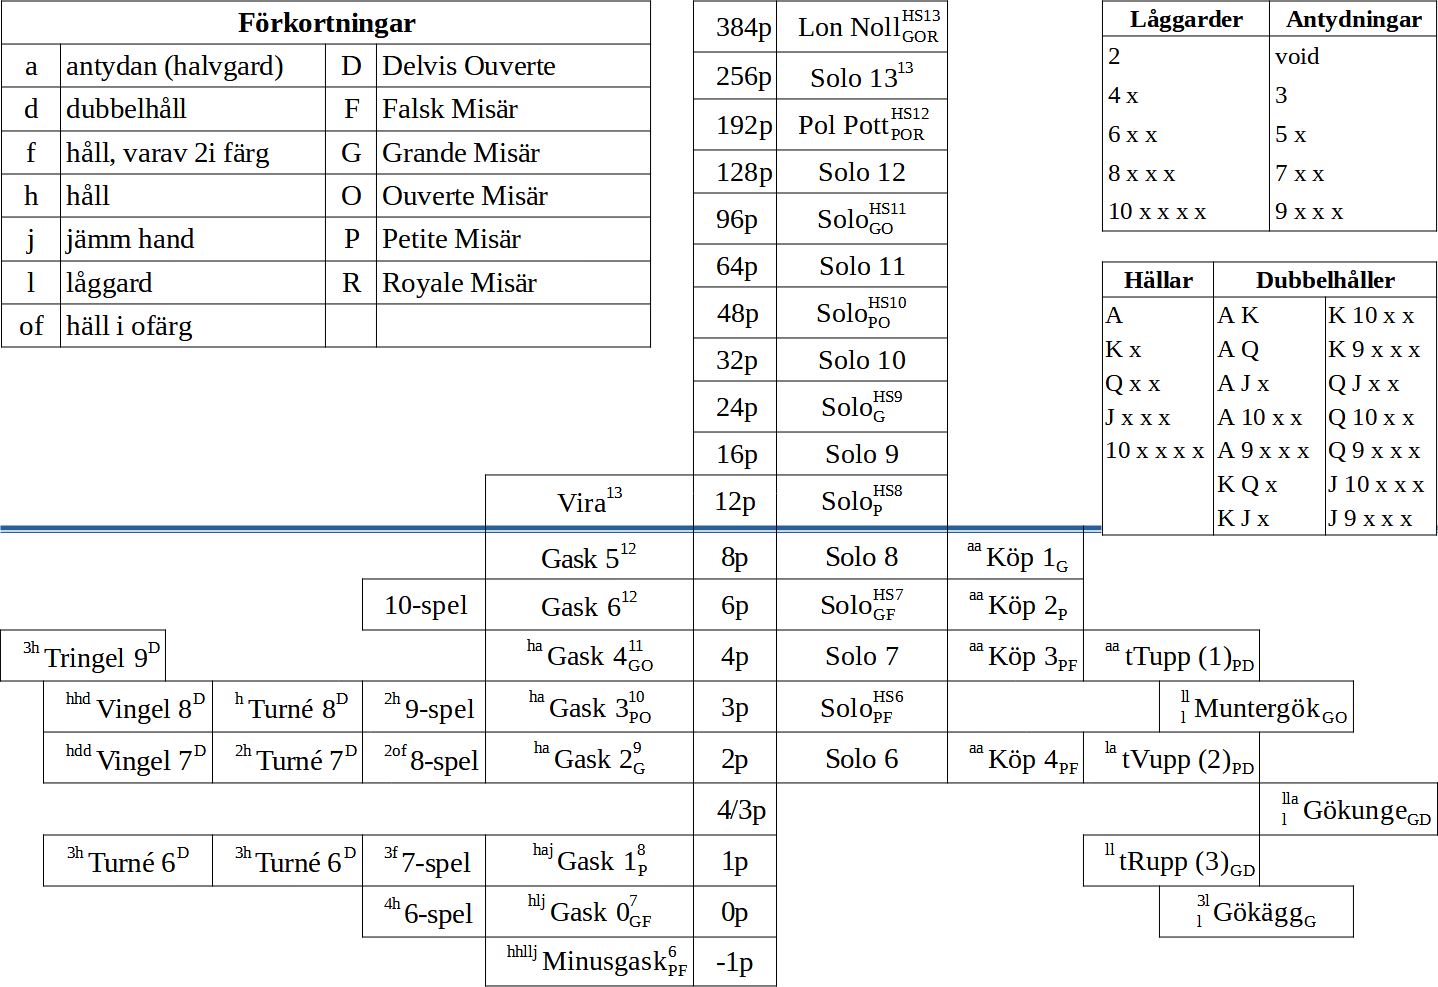 Förkortningar
a antydan (halvgard) D Delvis Ouverte
d dubbelhåll F Falsk Misär
f håll, varav 2i färg G Grande Misär
h håll O Ouverte Misär
j jämm hand P Petite Misär
l låggard R Royale Misär
of häll i ofärg
Låggarder Antydningar
2 void
4 x 3
6 x x 5 x
8 x x x 7 x x
10 x x x x 9 x x x
Hällar Dubbelhåller
A A K K 10 x x
K x A Q K 9 x x x
Q x x A J x Q J x x
J x x x A 10 x x Q 10 x x
10 x x x x A 9 x x x Q 9 x x x
K Q x J 10 x x x
K J x J 9 x x x
384p Lon Noll HS13 GOR
256p Solo 13 13
192p Pol Pott HS12 POR
128p Solo 12
96p Solo HS11 GO
64p Solo 11
48p Solo HS10 PO
32p Solo 10
24p Solo HS9 G
16p Solo 9
Vira 13 12p Solo HS8 P
Gask 5 12 8p Solo 8 aa Köp 1 G
10-spel Gask 6 12 6p Solo HS7 GF aa Köp 2 P
3h Tringel 9 D ha Gask 4 11 GO 4p Solo 7 aa Köp 3 PF aa tTupp (1) PD
hhd Vingel 8 D h Turné 8 D 2h 9-spel ha Gask 3 10 PO 3p Solo HS6 PF ll l Muntergök GO
hdd Vingel 7 D 2h Turné 7 D 2of 8-spel ha Gask 2 9 G 2p Solo 6 aa Köp 4 PF la tVupp (2) PD
4/3p lla l Gökunge GD
3h Turné 6 D 3h Turné 6 D 3f 7-spel haj Gask 1 8 P 1p ll tRupp (3) GD
4h 6-spel hlj Gask 0 7 GF 0p 3l l Gökägg G
hhllj Minusgask 6 PF -1p